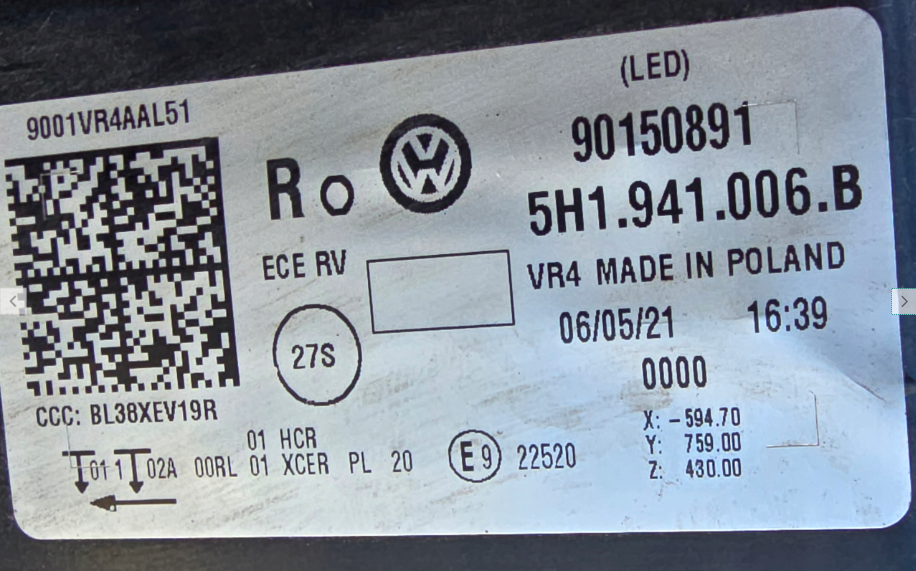 9001VR4AAL51
(LED)
90150891
R o
5H1.941.006.B
ECE RV
VR4 MADE IN POLAND
06/05/21 16:39
27S
0000
CCC: BL38XEV19R
X: -594.70
Y: 759.00
Z: 430.00
01 HCR
01 1 02A 00RL 01 XCER PL 20 E9 22520